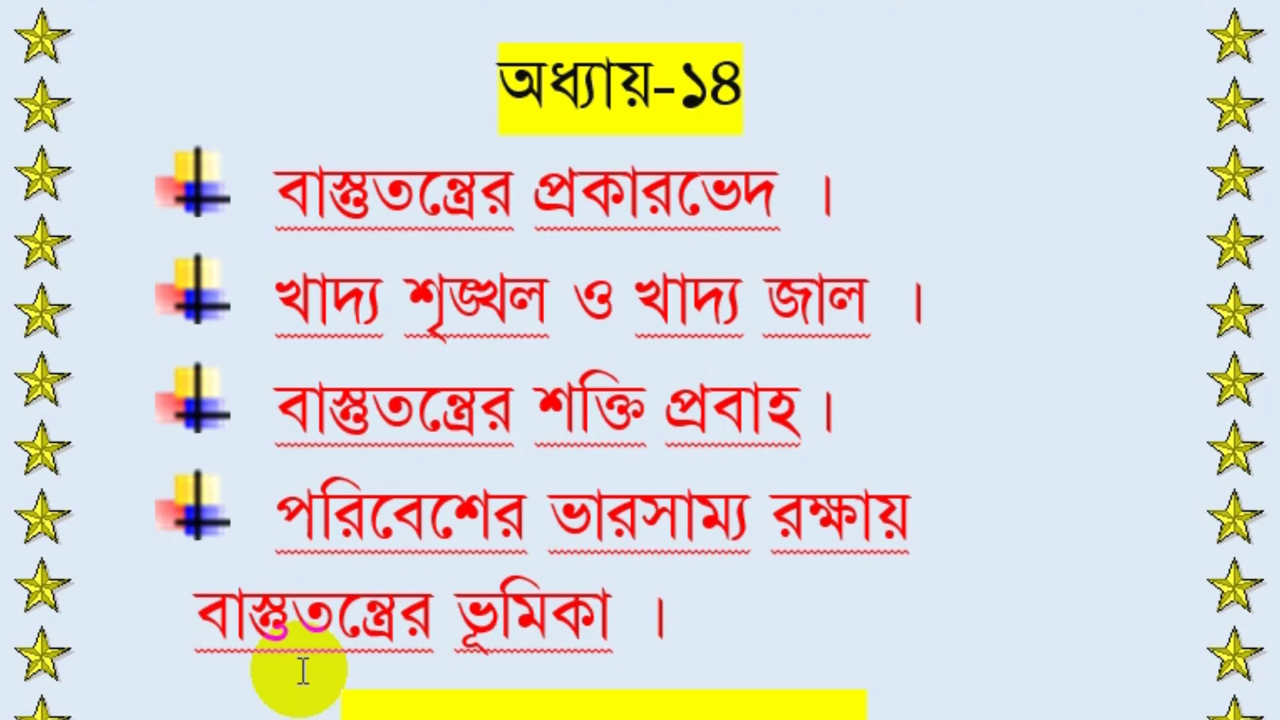 অধ্যায়-১৪
বাস্তুতন্ত্রের প্রকারভেদ ।
খাদ্য শৃঙ্খল ও খাদ্য জাল ।
বাস্তুতন্ত্রের শক্তি প্রবাহ।
পরিবেশের ভারসাম্য রক্ষায়
বাস্তুতন্ত্রের ভূমিকা ।